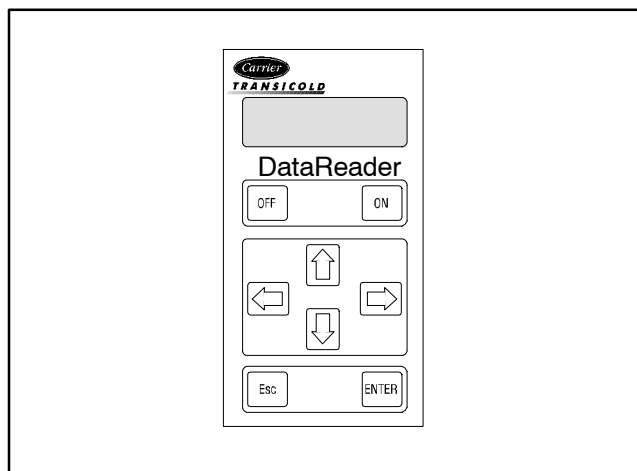 Carrier
TRANSICOLD
DataReader
OFF ON
Esc ENTER